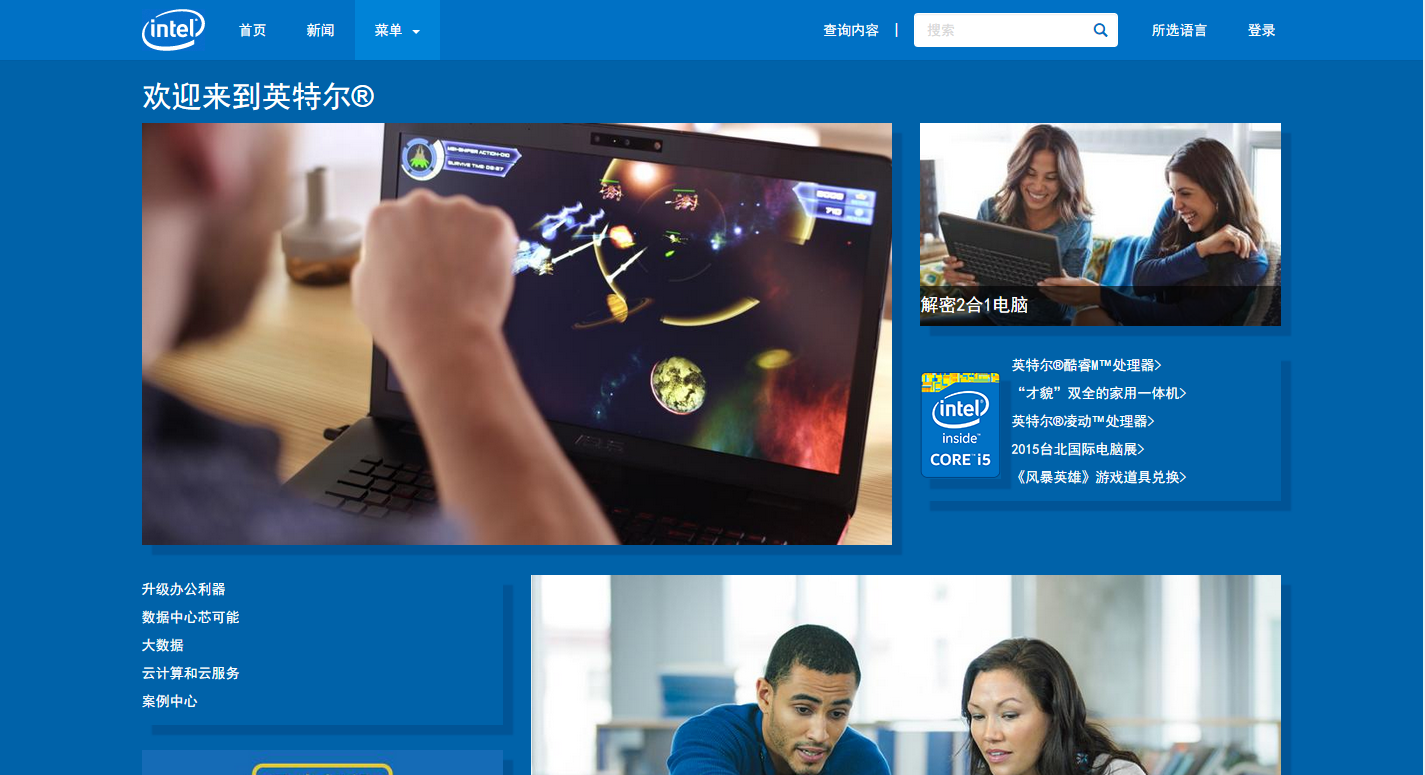 intel
首页
新闻
菜单
查询内容 |
搜索
所选语言
登录
欢迎来到英特尔®
解密2合1电脑
英特尔®酷睿M™处理器>
“才貌”双全的家用一体机>
英特尔®凌动™处理器>
2015台北国际电脑展>
《风暴英雄》游戏道具兑换>
intel
inside™
CORE™ i5
升级办公利器
数据中心芯可能
大数据
云计算和云服务
案例中心